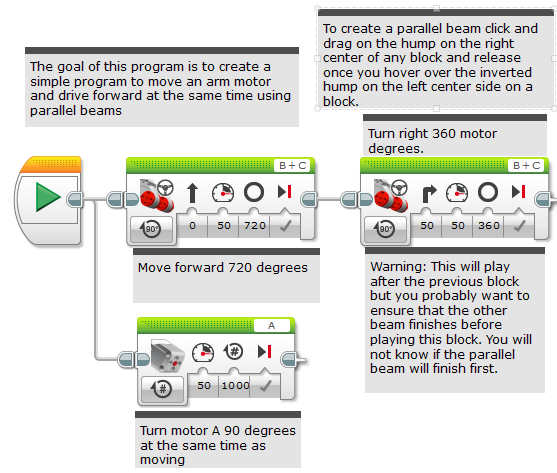 To create a parallel beam click and
drag on the hump on the right
center of any block and release
once you hover over the inverted
hump on the left center side on a
block.
The goal of this program is to create a
simple program to move an arm motor
and drive forward at the same time using
parallel beams
Turn right 360 motor
degrees.
B+C
90°
0 50 720
B+C
90°
50 50 360
Move forward 720 degrees
Warning: This will play
after the previous block
but you probably want to
ensure that the other
beam finishes before
playing this block. You will
not know if the parallel
beam will finish first.
A
#
#
50 1000
Turn motor A 90 degrees
at the same time as
moving